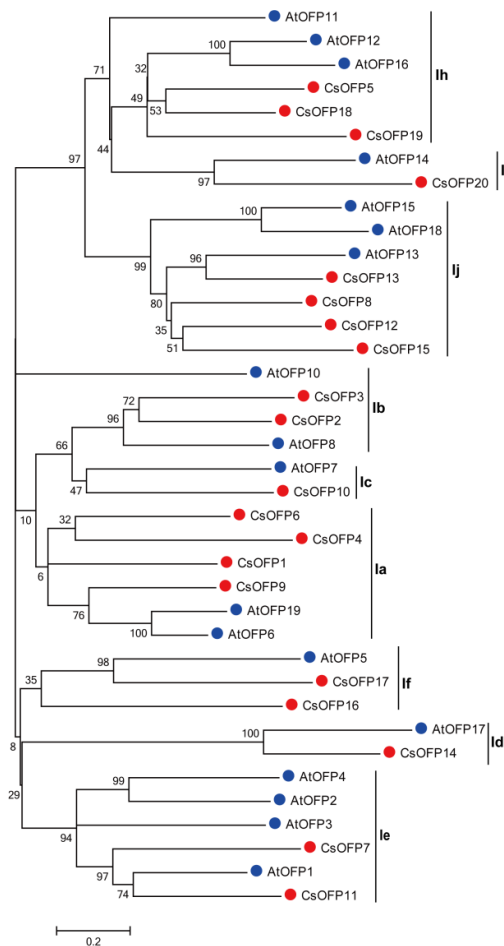 AtOFP11
AtOFP12
100
71
32
AtOFP16
Ih
CsOFP5
49
53
CsOFP18
CsOFP19
44
97
AtOFP14
97
CsOFP20
AtOFP15
100
AtOFP18
99
96
AtOFP13
Ij
CsOFP13
80
CsOFP8
35
CsOFP12
51
CsOFP15
AtOFP10
72
CsOFP3
Ib
96
CsOFP2
66
AtOFP8
AtOFP7
47
Ic
CsOFP10
10
32
CsOFP6
CsOFP4
6
CsOFP1
Ia
CsOFP9
76
AtOFP19
100
AtOFP6
98
AtOFP5
35
If
CsOFP17
CsOFP16
100
AtOFP17
8
Id
CsOFP14
29
99
AtOFP4
AtOFP2
94
AtOFP3
Ie
CsOFP7
97
AtOFP1
74
CsOFP11
0.2